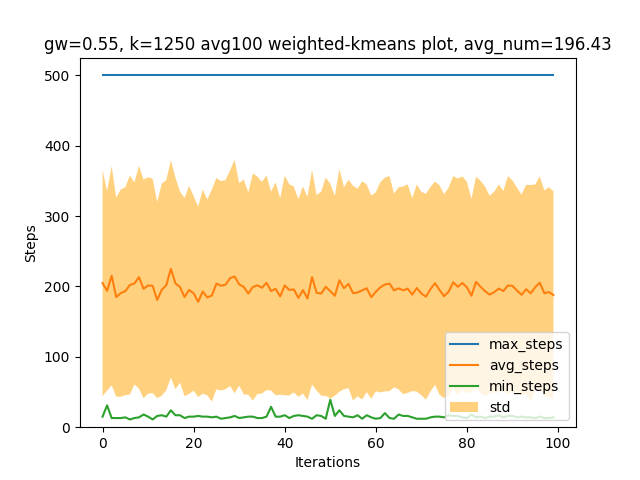 gw=0.55, k=1250 avg100 weighted-kmeans plot, avg_num=196.43
500
400
300
200
100
0
Steps
max_steps
avg_steps
min_steps
std
0
20
40
60
80
100
Iterations